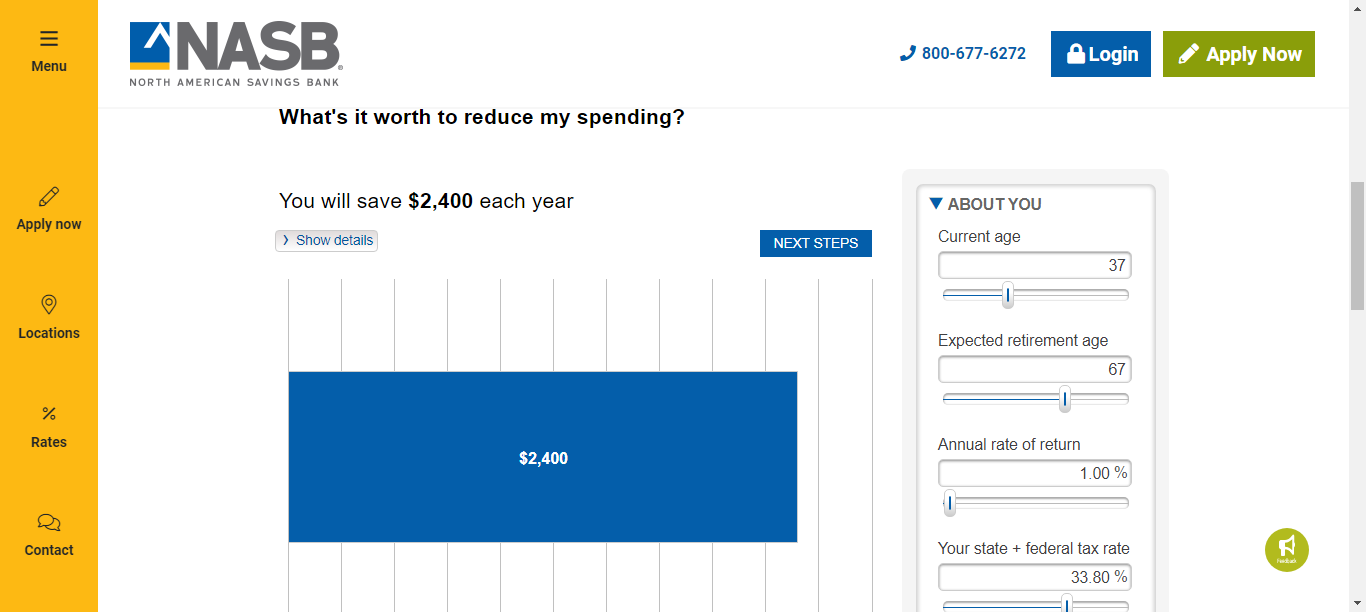 Menu
Apply now
Locations
Rates
Contact
NASB®
NORTH AMERICAN SAVINGS BANK
800-677-6272
Login
Apply Now
What's it worth to reduce my spending?
You will save $2,400 each year
Show details
NEXT STEPS
$2,400
ABOUT YOU
Current age
37
Expected retirement age
67
Annual rate of return
1.00 %
Your state + federal tax rate
33.80 %
Feedback